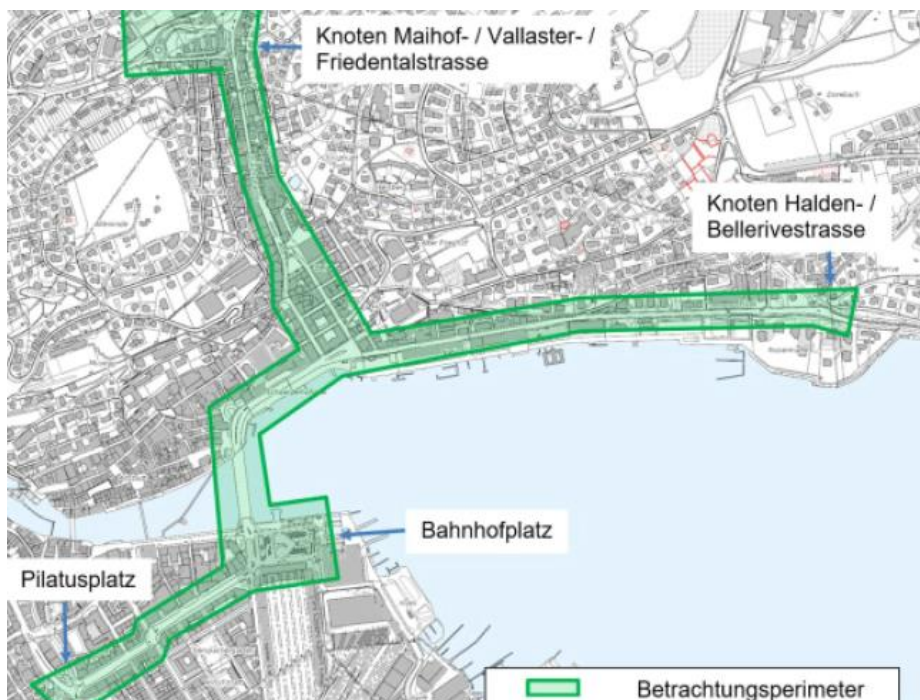 Knoten Maihof- / Vallaster- /
Friedentalstrasse
Knoten Halden- /
Bellerivestrasse
Bahnhofplatz
Pilatusplatz
Betrachtungsperimeter